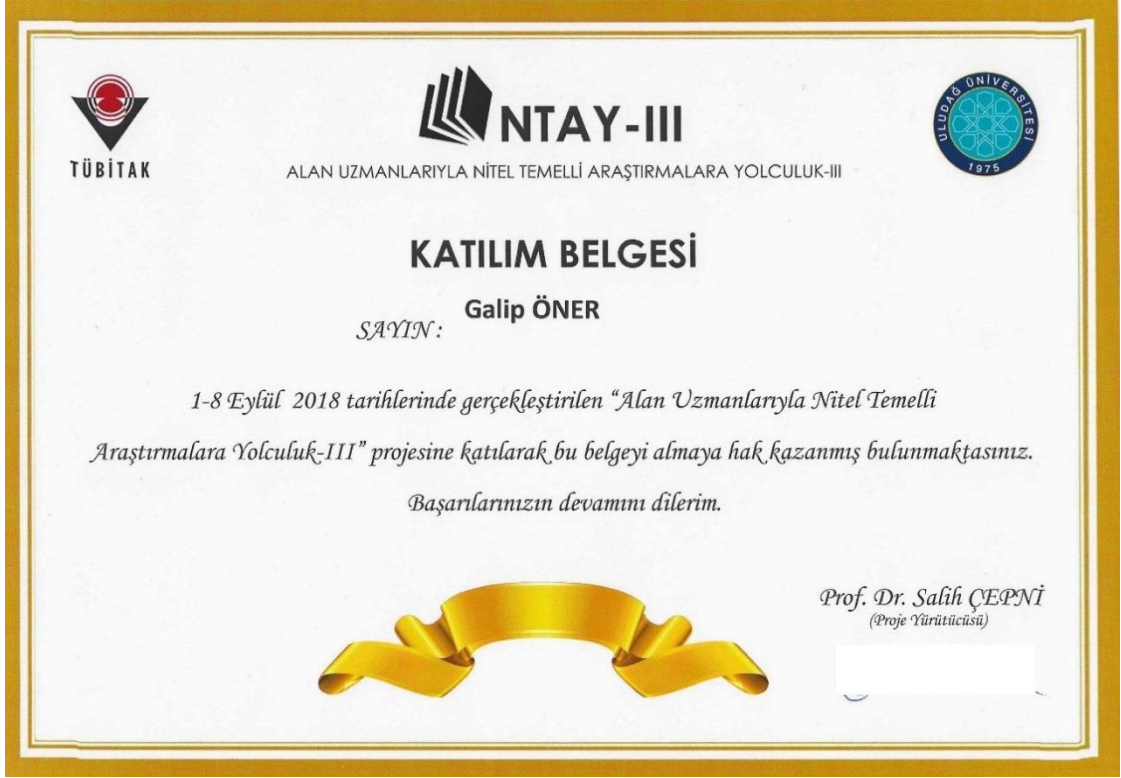 TÜBİTAK
NTAY-III
ALAN UZMANLARIYLA NİTEL TEMELLİ ARAŞTIRMALARA YOLCULUK-III
ULUDAĞ ÜNİVERSİTESİ
1975
KATILIM BELGESİ
Galip ÖNER
SAYIN :
1-8 Eylül 2018 tarihlerinde gerçekleştirilen “Alan Uzmanlarıyla Nitel Temelli
Araştırmalara Yolculuk-III” projesine katılarak bu belgeyi almaya hak kazanmış bulunmaktasınız.
Başarılarınızın devamını dilerim.
Prof. Dr. Salih ÇEPNİ
(Proje Yürütücüsü)